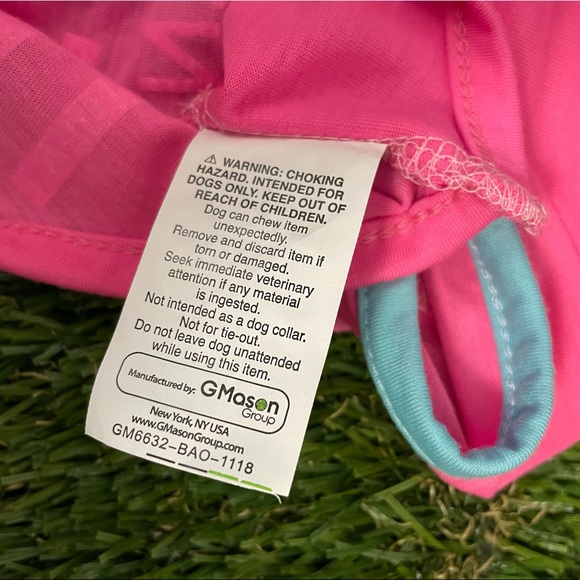 ⚠ WARNING: CHOKING
HAZARD. INTENDED FOR
DOGS ONLY. KEEP OUT OF
REACH OF CHILDREN.
Dog can chew item
unexpectedly.
Remove and discard item if
torn or damaged.
Seek immediate veterinary
attention if any material
is ingested.
Not intended as a dog collar.
Not for tie-out.
Do not leave dog unattended
while using this item.
Manufactured by: GMason
Group
New York, NY USA
www.GMasonGroup.com
GM6632-BAO-1118